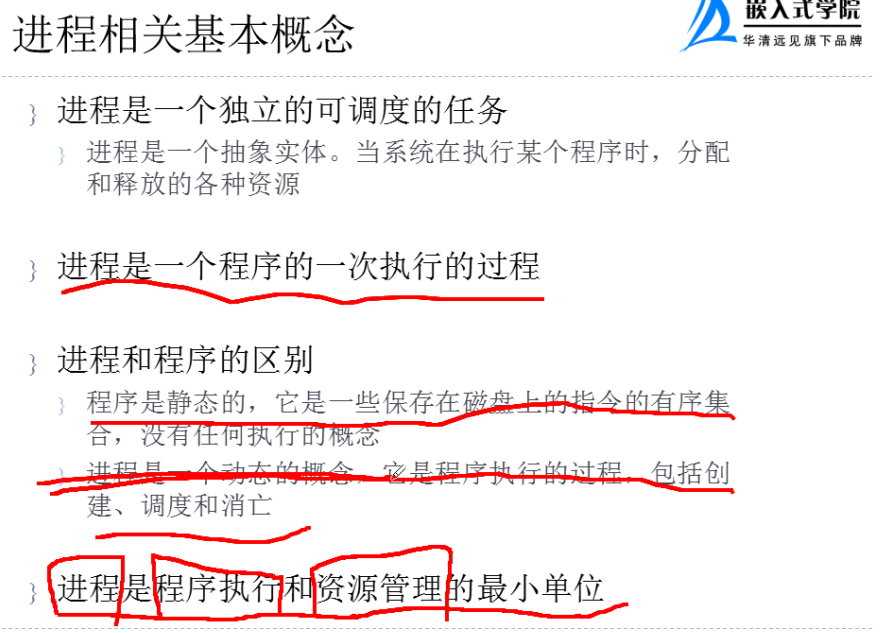 嵌入式学院
进程相关基本概念
华清远见旗下品牌
进程是一个独立的可调度的任务
进程是一个抽象实体。当系统在执行某个程序时，分配
和释放的各种资源
进程是一个程序的一次执行的过程
进程和程序的区别
程序是静态的，它是一些保存在磁盘上的指令的有序集
合，没有任何执行的概念
进程是一个动态的概念，它是程序执行的过程，包括创
建、调度和消亡
进程是程序执行和资源管理的最小单位